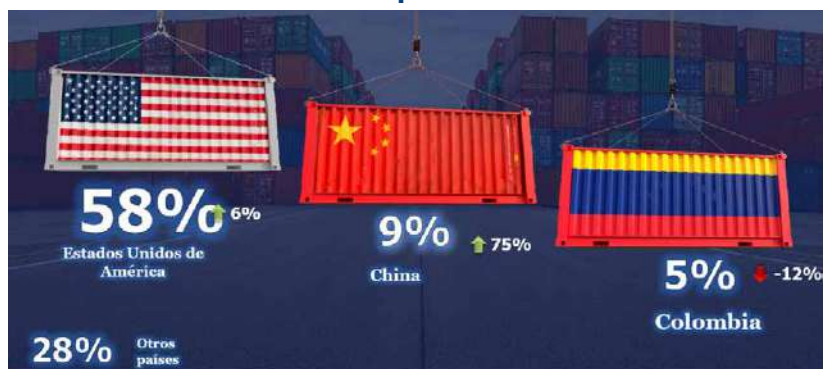 58% 6%
Estados Unidos de
América
9% 75%
China
5% -12%
Colombia
28% Otros
países